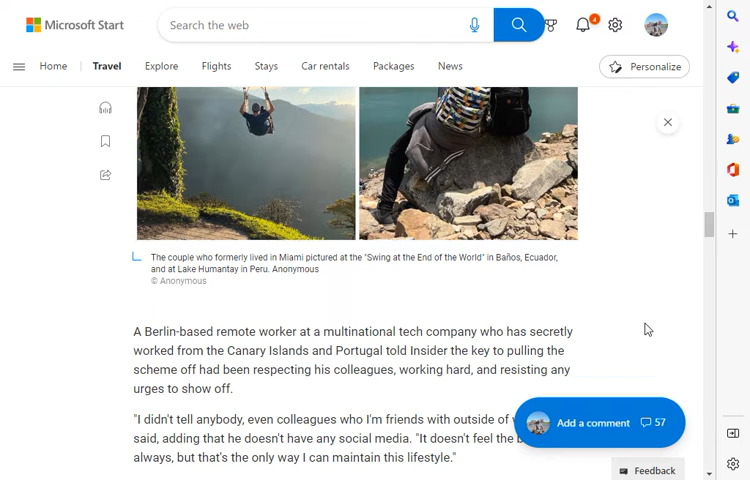 Microsoft Start
Search the web
4
Home
Travel
Explore
Flights
Stays
Car rentals
Packages
News
Personalize
The couple who formerly lived in Miami pictured at the "Swing at the End of the World" in Baños, Ecuador,
and at Lake Humantay in Peru. Anonymous
© Anonymous
A Berlin-based remote worker at a multinational tech company who has secretly
worked from the Canary Islands and Portugal told Insider the key to pulling the
scheme off had been respecting his colleagues, working hard, and resisting any
urges to show off.
"I didn't tell anybody, even colleagues who I'm friends with outside of
said, adding that he doesn't have any social media. "It doesn't feel the
always, but that's the only way I can maintain this lifestyle."
Add a comment
57
Feedback